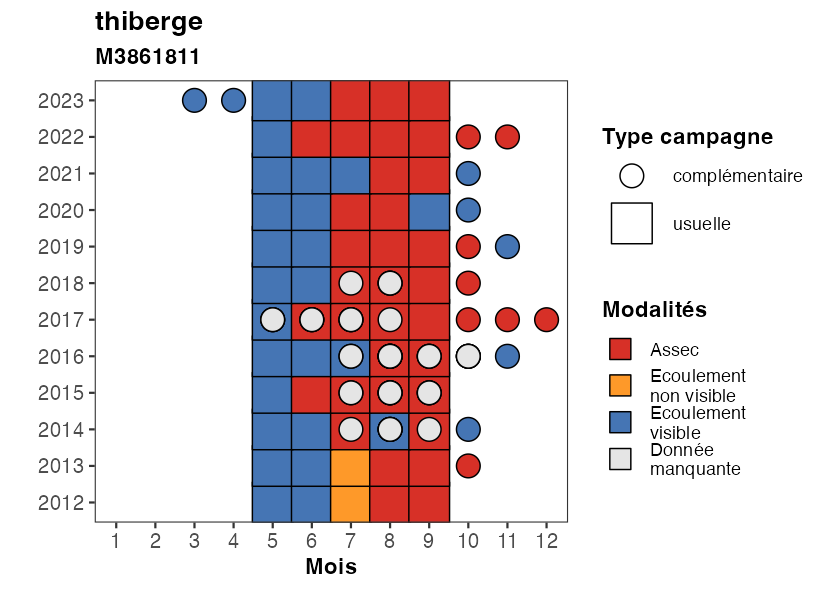 thiberge
M3861811
2023
2022
2021
2020
2019
2018
2017
2016
2015
2014
2013
2012
1 2 3 4 5 6 7 8 9 10 11 12
Mois
Type campagne
complémentaire
usuelle
Modalités
Assec
Ecoulement
non visible
Ecoulement
visible
Donnée
manquante